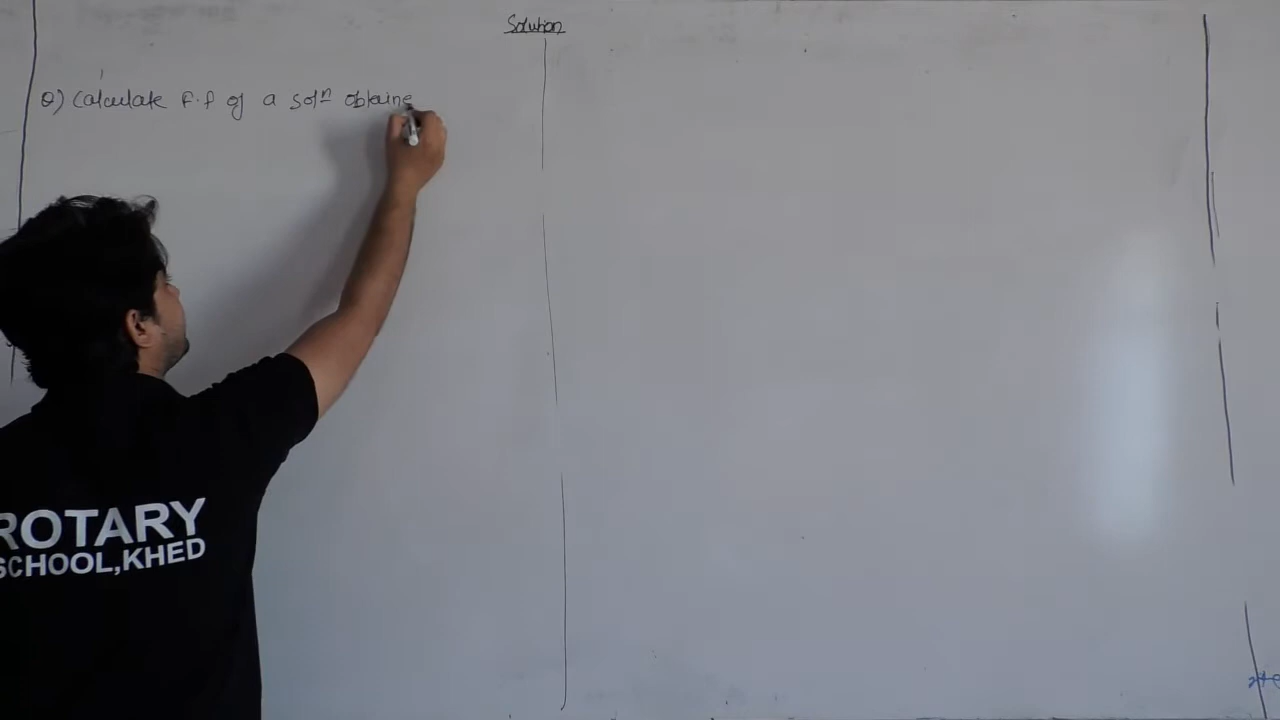 Solution
Q) Calculate F.P of a solⁿ obtaine
ROTARY
SCHOOL,KHED